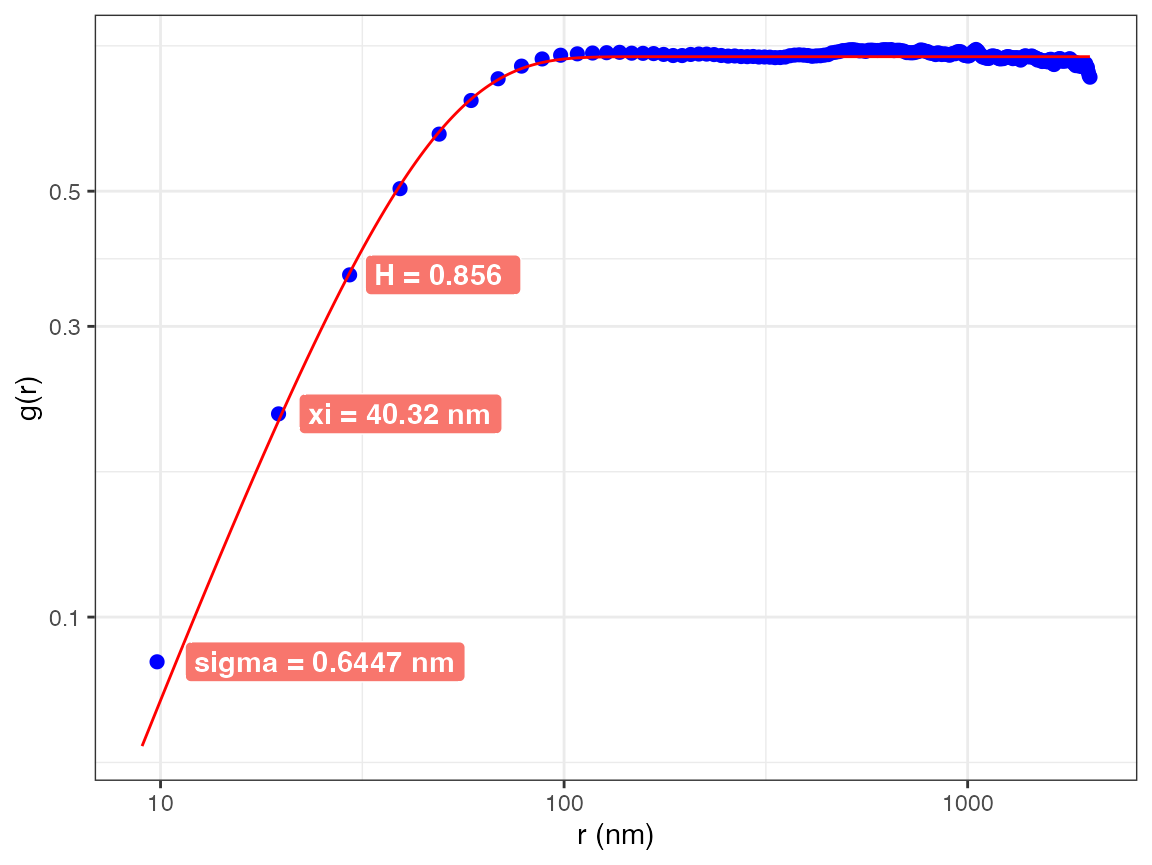 0.5
0.3
0.1
g(r)
H = 0.856
xi = 40.32 nm
sigma = 0.6447 nm
10
100
1000
r (nm)